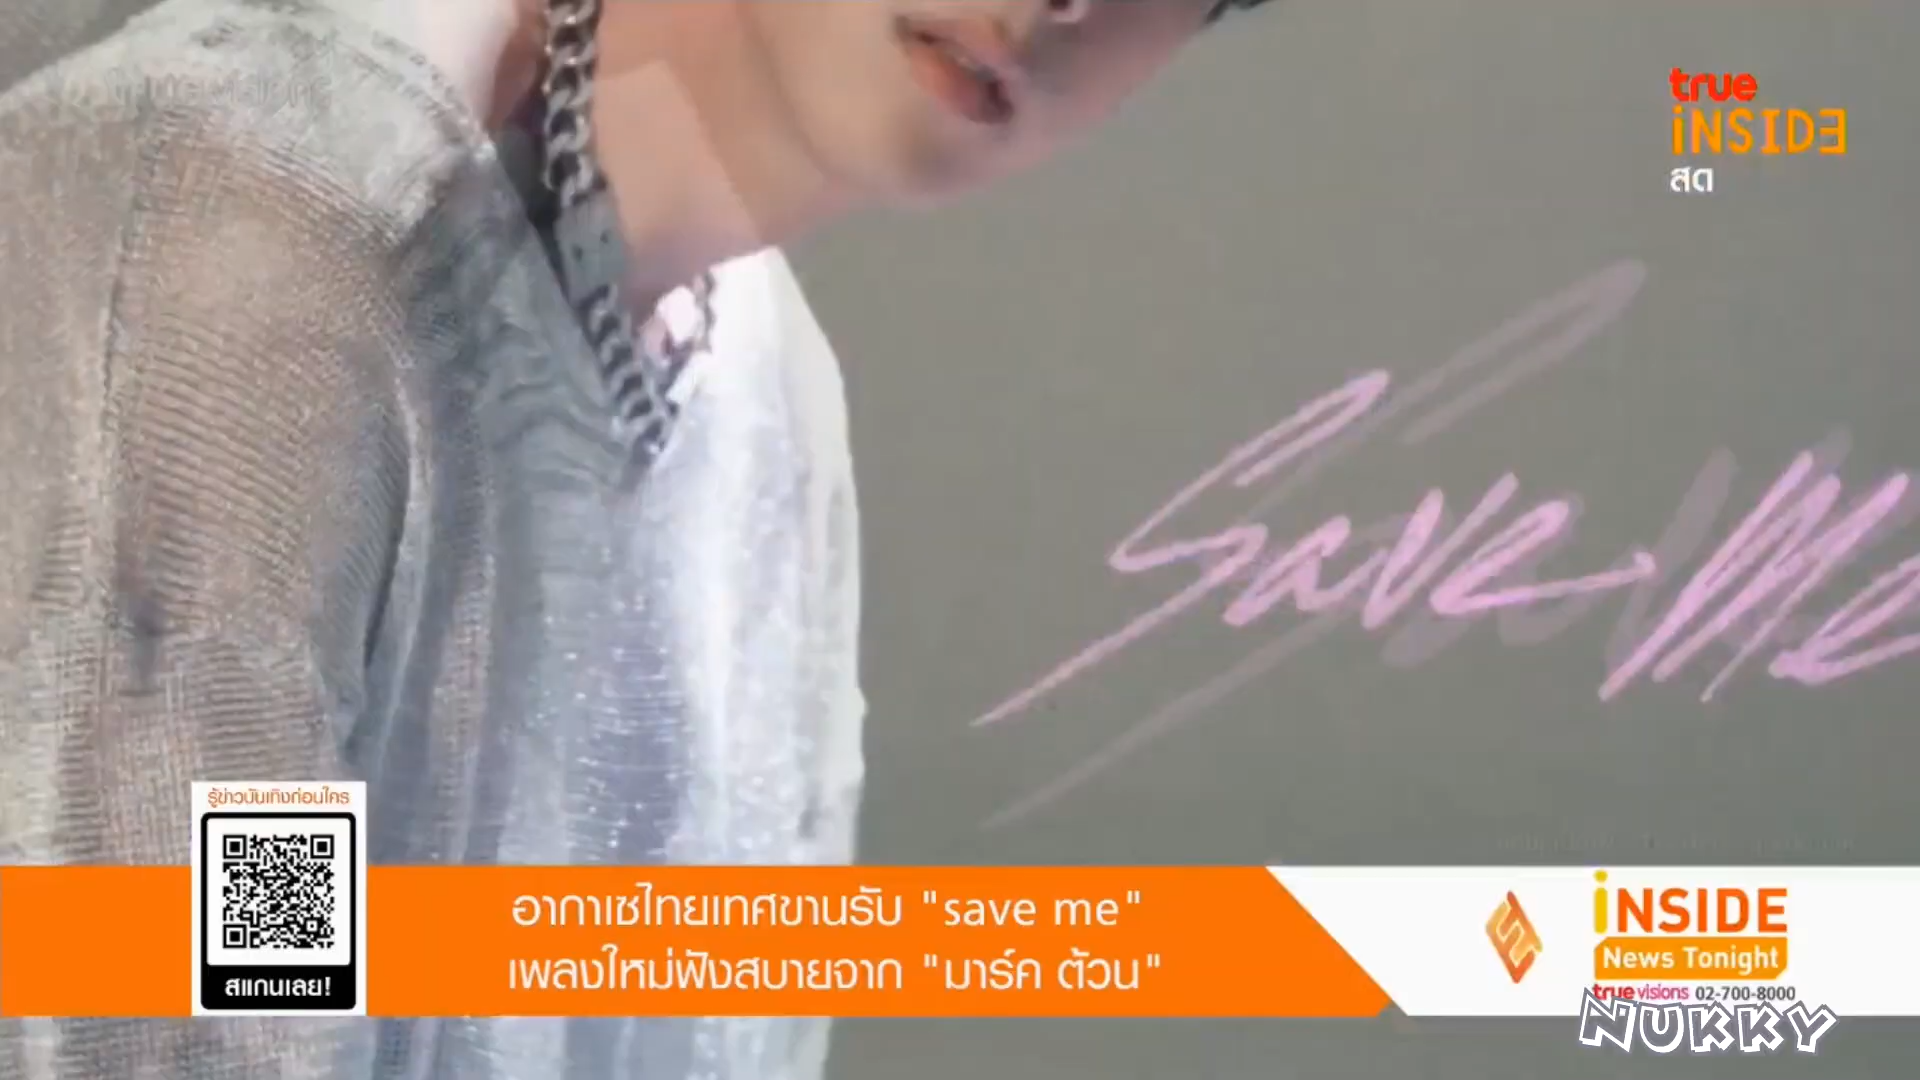 truevisions
true
iNSIDE
สด
Save Me
รู้ข่าวบันเทิงก่อนใคร
สแกนเลย!
อากาเซไทยเทศขานรับ "save me"
เพลงใหม่ฟังสบายจาก "มาร์ค ต้วน"
iNSIDE
News Tonight
truevisions 02-700-8000
NUKKY